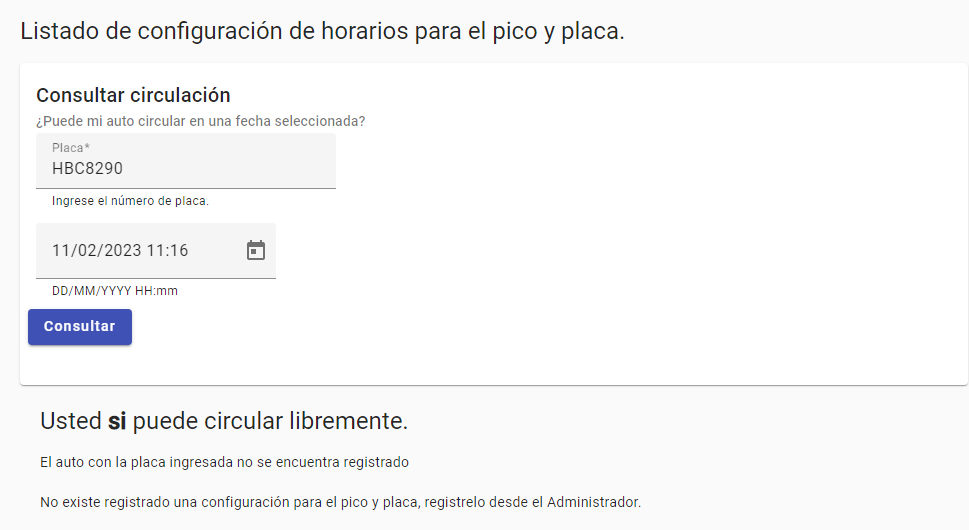 Listado de configuración de horarios para el pico y placa.
Consultar circulación
¿Puede mi auto circular en una fecha seleccionada?
Placa*
HBC8290
Ingrese el número de placa.
11/02/2023 11:16
DD/MM/YYYY HH:mm
Consultar
Usted si puede circular libremente.
El auto con la placa ingresada no se encuentra registrado
No existe registrado una configuración para el pico y placa, registrelo desde el Administrador.